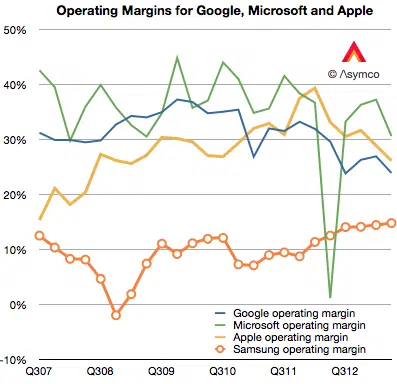 Operating Margins for Google, Microsoft and Apple
50%
© /\symco
40%
30%
20%
10%
0%
Google operating margin
Microsoft operating margin
Apple operating margin
Samsung operating margin
-10%
Q307 Q308 Q309 Q310 Q311 Q312